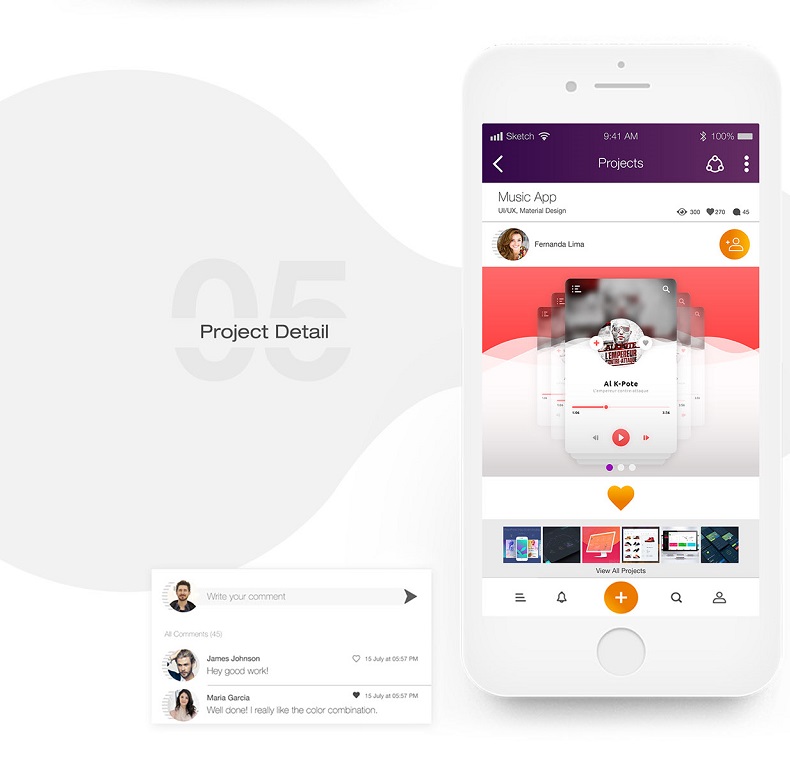 05
Project Detail
Sketch
9:41 AM
100%
Projects
Music App
UI/UX, Material Design
300
270
45
Fernanda Lima
AL KPOTE
L'EMPEREUR
CONTRE-ATTAQUE
Al K-Pote
L'empereur contre-attaque
1:06
3:56
View All Projects
Write your comment
All Comments (45)
James Johnson
15 July at 05:57 PM
Hey good work!
Maria Garcia
15 July at 05:57 PM
Well done! I really like the color combination.